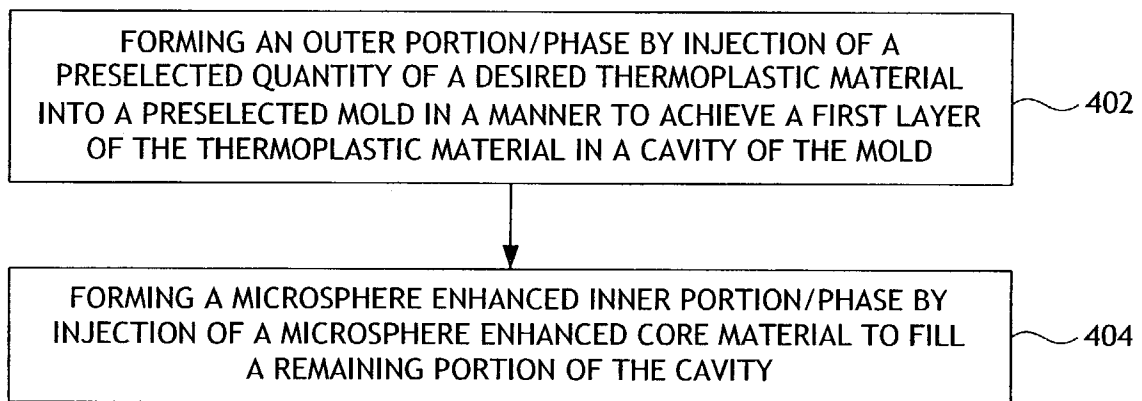 FORMING AN OUTER PORTION/PHASE BY INJECTION OF A
PRESELECTED QUANTITY OF A DESIRED THERMOPLASTIC MATERIAL
INTO A PRESELECTED MOLD IN A MANNER TO ACHIEVE A FIRST LAYER
OF THE THERMOPLASTIC MATERIAL IN A CAVITY OF THE MOLD
402
FORMING A MICROSPHERE ENHANCED INNER PORTION/PHASE BY
INJECTION OF A MICROSPHERE ENHANCED CORE MATERIAL TO FILL
A REMAINING PORTION OF THE CAVITY
404